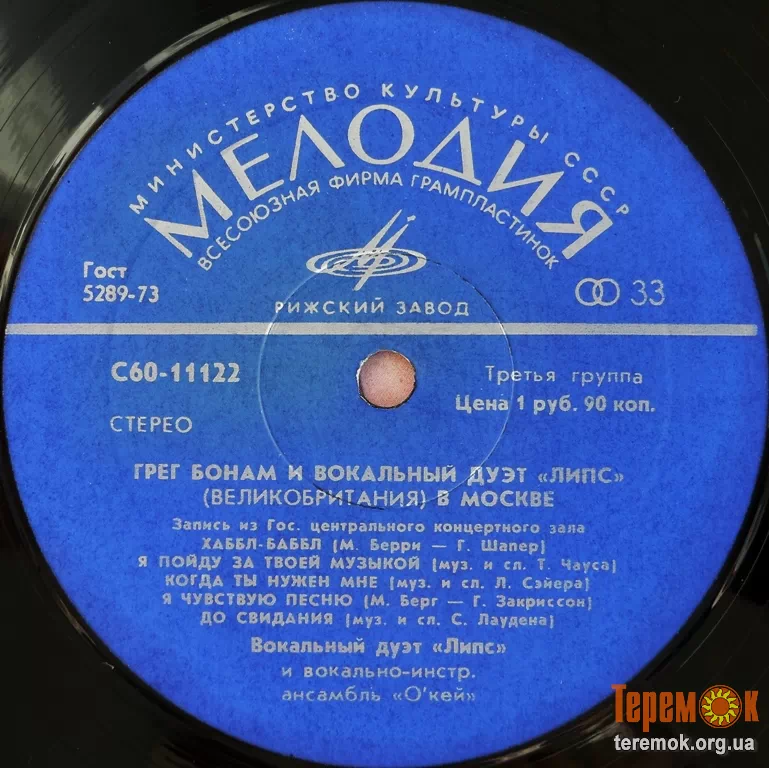 МИНИСТЕРСТВО КУЛЬТУРЫ СССР
МЕЛОДИЯ
ВСЕСОЮЗНАЯ ФИРМА ГРАМПЛАСТИНОК
Гост
5289-73
РИЖСКИЙ ЗАВОД
33
С60-11122
Третья группа
Цена 1 руб. 90 коп.
СТЕРЕО
ГРЕГ БОНАМ И ВОКАЛЬНЫЙ ДУЭТ «ЛИПС»
(ВЕЛИКОБРИТАНИЯ) В МОСКВЕ
Запись из Гос. центрального концертного зала
ХАББЛ-БАББЛ (М. Берри — Г. Шапер)
Я ПОЙДУ ЗА ТВОЕЙ МУЗЫКОЙ (муз. и сл. Т. Чауса)
КОГДА ТЫ НУЖЕН МНЕ (муз. и сл. Л. Сэйера)
Я ЧУВСТВУЮ ПЕСНЮ (М. Берг — Г. Закриссон)
ДО СВИДАНИЯ (муз. и сл. С. Лаудена)
Вокальный дуэт «Липс»
и вокально-инстр.
ансамбль «О'кей»
Теремок
teremok.org.ua